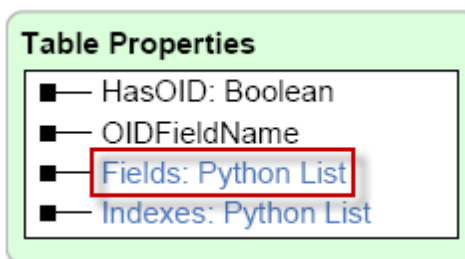 Table Properties
HasOID: Boolean
OIDFieldName
Fields: Python List
Indexes: Python List